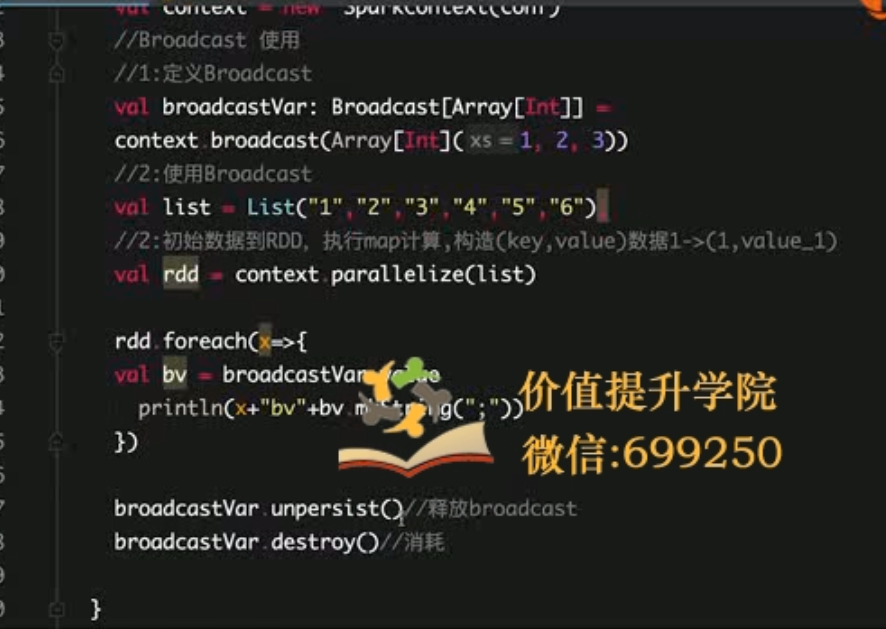 val context = new SparkContext(conf)
//Broadcast 使用
//1:定义Broadcast
val broadcastVar: Broadcast[Array[Int]] =
context.broadcast(Array[Int]( xs = 1, 2, 3))
//2:使用Broadcast
val list = List("1","2","3","4","5","6")
//2:初始数据到RDD, 执行map计算,构造(key,value)数据1->(1,value_1)
val rdd = context.parallelize(list)
rdd.foreach(x=>{
val bv = broadcastVar.value
println(x+"bv"+bv.mkString(";"))
})
broadcastVar.unpersist()//释放broadcast
broadcastVar.destroy()//消耗
}
价值提升学院
微信:699250